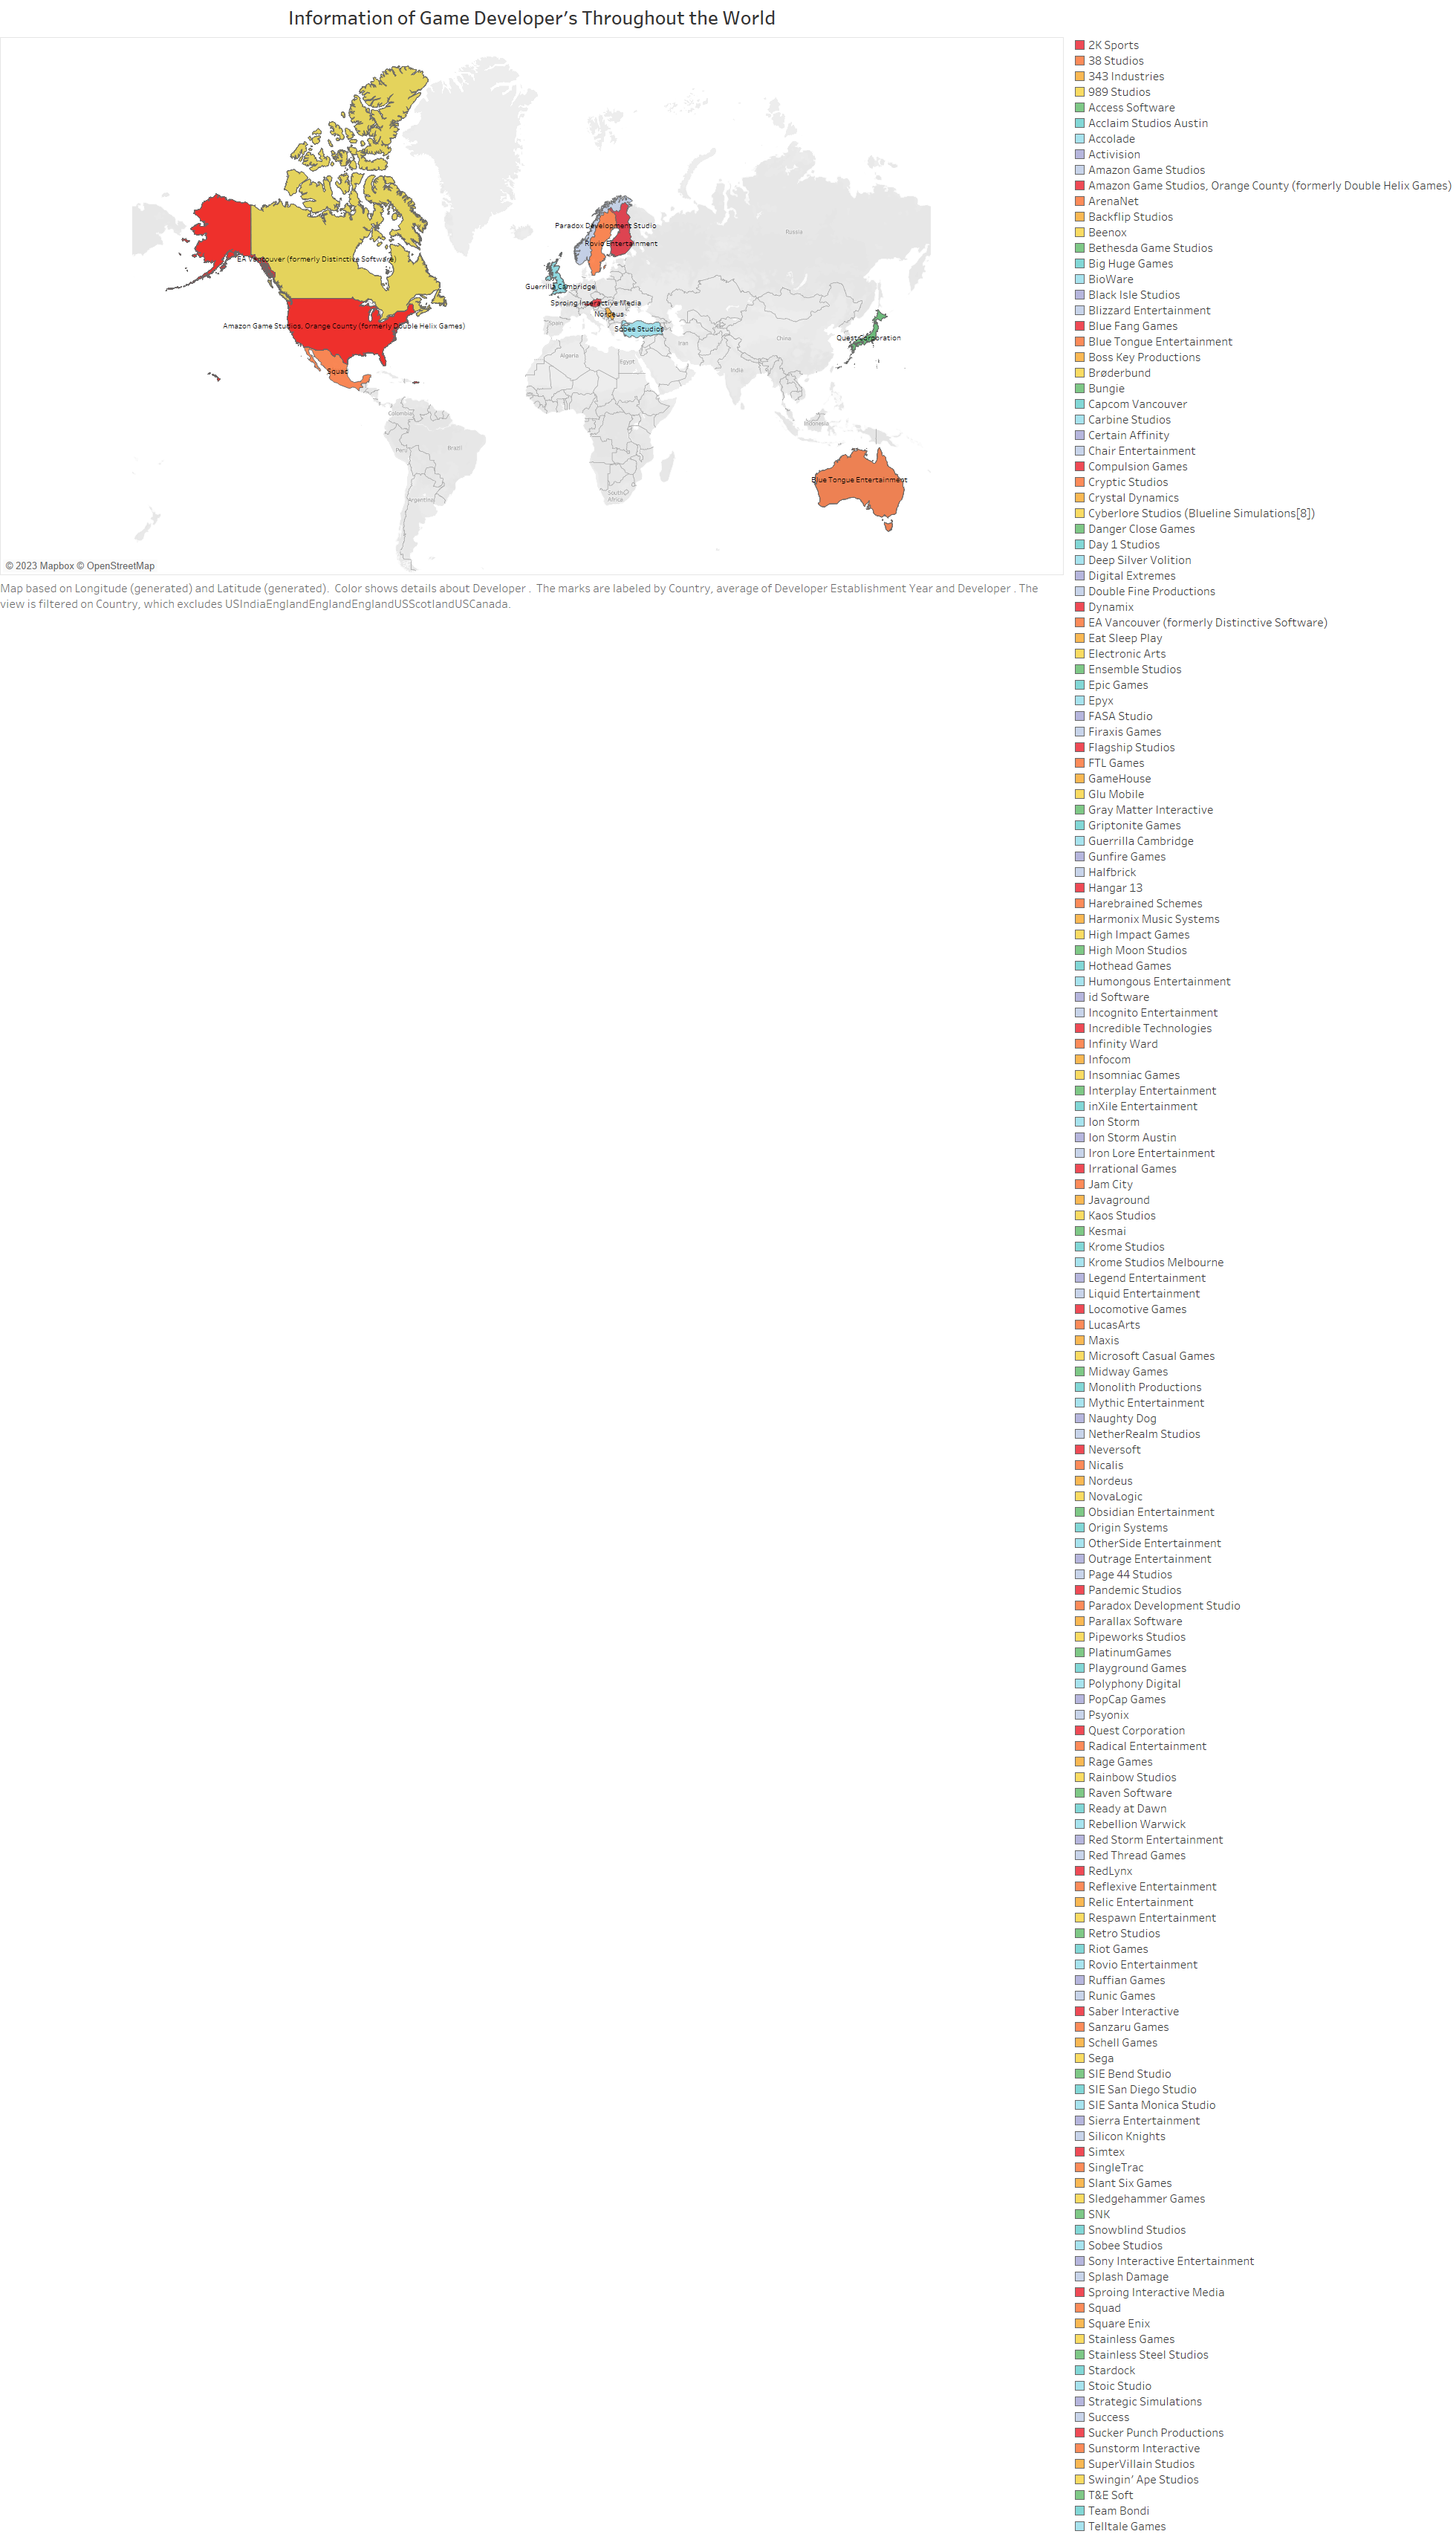 Information of Game Developer's Throughout the World
Russia
Paradox Development Studio
Rovio Entertainment
EA Vancouver (formerly Distinctive Software)
Guerrilla Cambridge
Sproing Interactive Media
Nordeus
Spain
Amazon Game Studios, Orange County (formerly Double Helix Games)
Sobee Studios
Quest Corporation
China
Iran
Algeria
Egypt
India
Squad
Colombia
Indonesia
Peru
Brazil
Blue Tongue Entertainment
South
Africa
Argentina
© 2023 Mapbox © OpenStreetMap
Map based on Longitude (generated) and Latitude (generated).  Color shows details about Developer .  The marks are labeled by Country, average of Developer Establishment Year and Developer . The
view is filtered on Country, which excludes USIndiaEnglandEnglandEnglandUSScotlandUSCanada.
2K Sports
38 Studios
343 Industries
989 Studios
Access Software
Acclaim Studios Austin
Accolade
Activision
Amazon Game Studios
Amazon Game Studios, Orange County (formerly Double Helix Games)
ArenaNet
Backflip Studios
Beenox
Bethesda Game Studios
Big Huge Games
BioWare
Black Isle Studios
Blizzard Entertainment
Blue Fang Games
Blue Tongue Entertainment
Boss Key Productions
Brøderbund
Bungie
Capcom Vancouver
Carbine Studios
Certain Affinity
Chair Entertainment
Compulsion Games
Cryptic Studios
Crystal Dynamics
Cyberlore Studios (Blueline Simulations[8])
Danger Close Games
Day 1 Studios
Deep Silver Volition
Digital Extremes
Double Fine Productions
Dynamix
EA Vancouver (formerly Distinctive Software)
Eat Sleep Play
Electronic Arts
Ensemble Studios
Epic Games
Epyx
FASA Studio
Firaxis Games
Flagship Studios
FTL Games
GameHouse
Glu Mobile
Gray Matter Interactive
Griptonite Games
Guerrilla Cambridge
Gunfire Games
Halfbrick
Hangar 13
Harebrained Schemes
Harmonix Music Systems
High Impact Games
High Moon Studios
Hothead Games
Humongous Entertainment
id Software
Incognito Entertainment
Incredible Technologies
Infinity Ward
Infocom
Insomniac Games
Interplay Entertainment
inXile Entertainment
Ion Storm
Ion Storm Austin
Iron Lore Entertainment
Irrational Games
Jam City
Javaground
Kaos Studios
Kesmai
Krome Studios
Krome Studios Melbourne
Legend Entertainment
Liquid Entertainment
Locomotive Games
LucasArts
Maxis
Microsoft Casual Games
Midway Games
Monolith Productions
Mythic Entertainment
Naughty Dog
NetherRealm Studios
Neversoft
Nicalis
Nordeus
NovaLogic
Obsidian Entertainment
Origin Systems
OtherSide Entertainment
Outrage Entertainment
Page 44 Studios
Pandemic Studios
Paradox Development Studio
Parallax Software
Pipeworks Studios
PlatinumGames
Playground Games
Polyphony Digital
PopCap Games
Psyonix
Quest Corporation
Radical Entertainment
Rage Games
Rainbow Studios
Raven Software
Ready at Dawn
Rebellion Warwick
Red Storm Entertainment
Red Thread Games
RedLynx
Reflexive Entertainment
Relic Entertainment
Respawn Entertainment
Retro Studios
Riot Games
Rovio Entertainment
Ruffian Games
Runic Games
Saber Interactive
Sanzaru Games
Schell Games
Sega
SIE Bend Studio
SIE San Diego Studio
SIE Santa Monica Studio
Sierra Entertainment
Silicon Knights
Simtex
SingleTrac
Slant Six Games
Sledgehammer Games
SNK
Snowblind Studios
Sobee Studios
Sony Interactive Entertainment
Splash Damage
Sproing Interactive Media
Squad
Square Enix
Stainless Games
Stainless Steel Studios
Stardock
Stoic Studio
Strategic Simulations
Success
Sucker Punch Productions
Sunstorm Interactive
SuperVillain Studios
Swingin' Ape Studios
T&E Soft
Team Bondi
Telltale Games